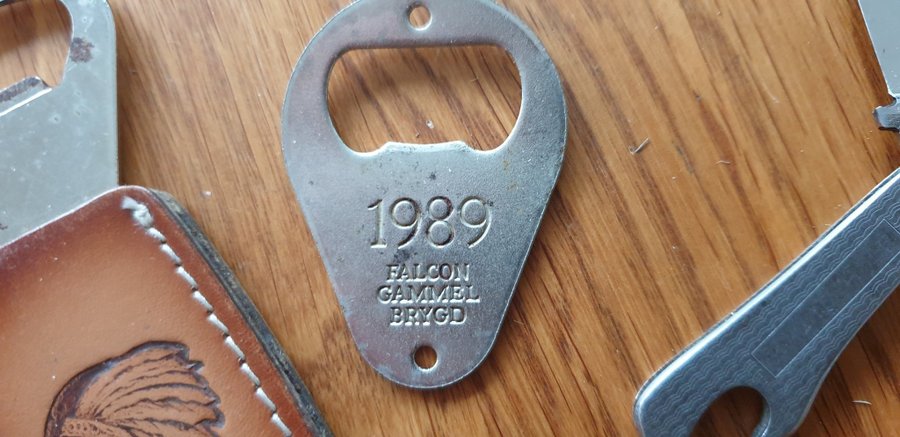 1989
FALCON
GAMMEL
BRYGD